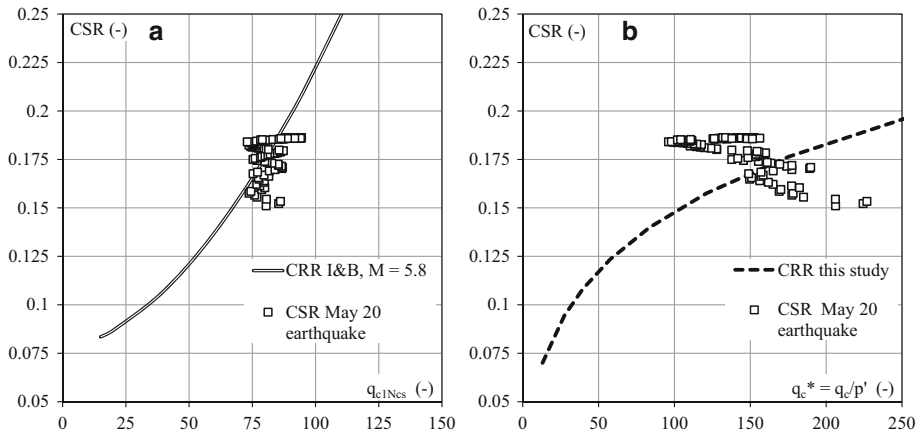 0.25
0.225
0.2
0.175
0.15
0.125
0.1
0.075
0.05
CSR (-)
a
CRR I&B, M = 5.8
CSR May 20
earthquake
q_c1Ncs (-)
0 25 50 75 100 125 150
0.25
0.225
0.2
0.175
0.15
0.125
0.1
0.075
0.05
CSR (-)
b
CRR this study
CSR May 20
earthquake
q_c* = q_c/p' (-)
0 50 100 150 200 250